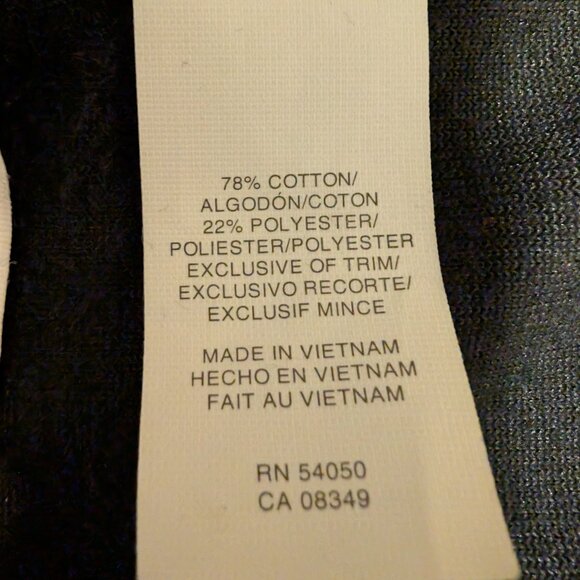 78% COTTON/
ALGODÓN/COTON
22% POLYESTER/
POLIESTER/POLYESTER
EXCLUSIVE OF TRIM/
EXCLUSIVO RECORTE/
EXCLUSIF MINCE
MADE IN VIETNAM
HECHO EN VIETNAM
FAIT AU VIETNAM
RN 54050
CA 08349